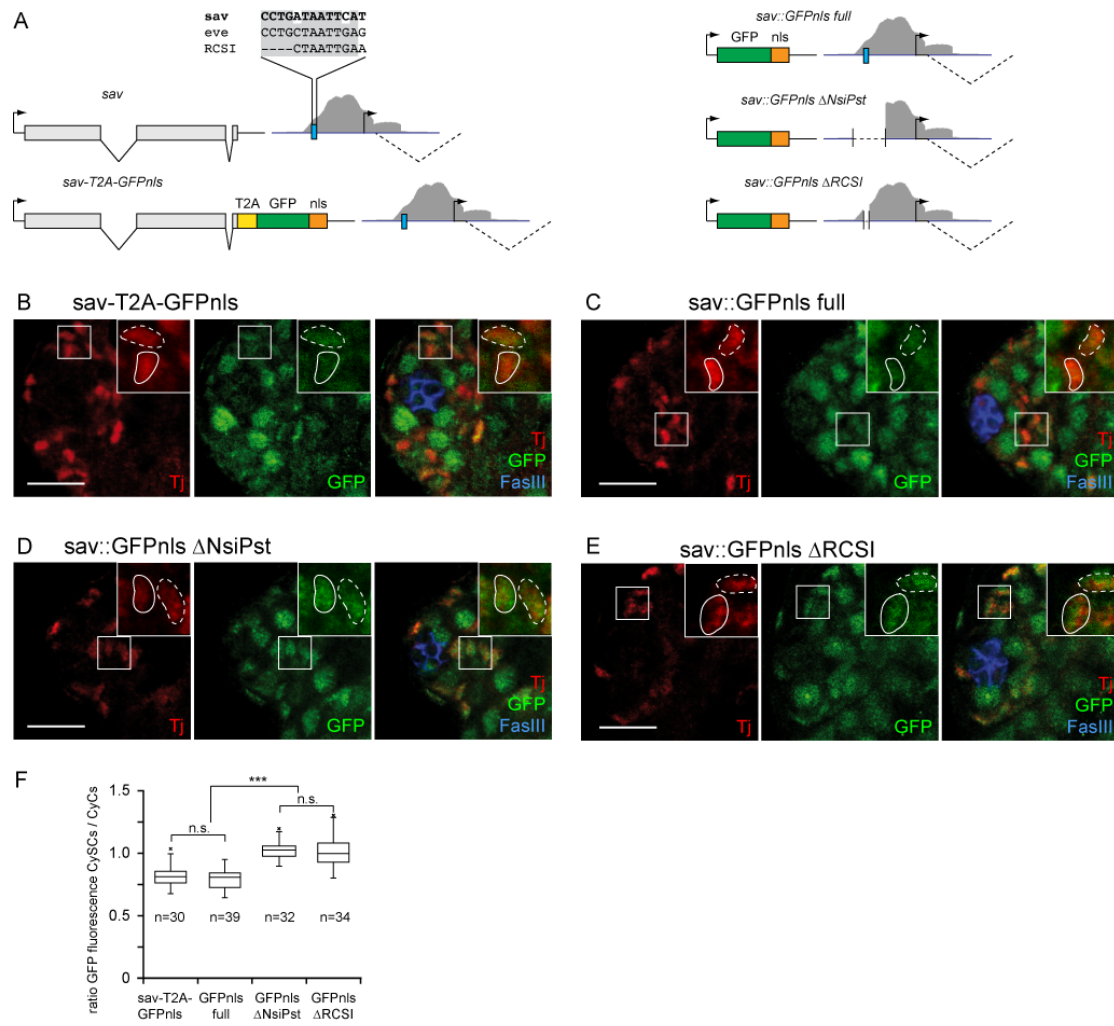 A
sav CCTGATAATTCAT
eve CCTGCTAATTGAG
RCSI ----CTAATTGAA
sav
sav-T2A-GFPnls
T2A GFP nls
sav::GFPnls full
GFP nls
sav::GFPnls ΔNsiPst
sav::GFPnls ΔRCSI
B sav-T2A-GFPnls
Tj
GFP
Tj
GFP
FasIII
C sav::GFPnls full
Tj
GFP
Tj
GFP
FasIII
D sav::GFPnls ΔNsiPst
Tj
GFP
Tj
GFP
FasIII
E sav::GFPnls ΔRCSI
Tj
GFP
Tj
GFP
FasIII
F
ratio GFP fluorescence CySCs / CyCs
1.5
1.0
0.5
0
***
n.s.
n.s.
n=30 n=39 n=32 n=34
sav-T2A- GFPnls GFPnls GFPnls
GFPnls full ΔNsiPst ΔRCSI